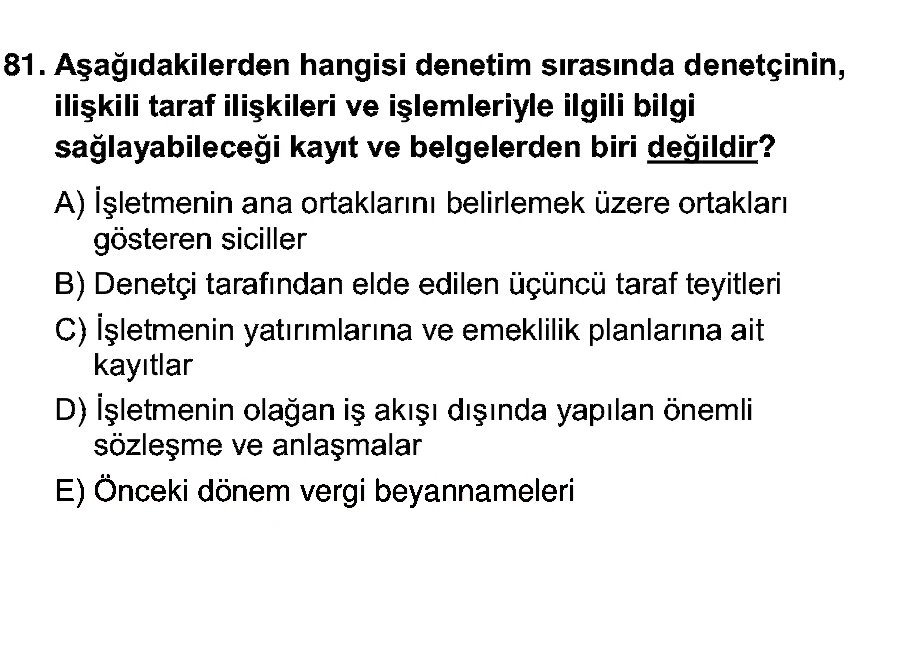 81. Aşağıdakilerden hangisi denetim sırasında denetçinin,
ilişkili taraf ilişkileri ve işlemleriyle ilgili bilgi
sağlayabileceği kayıt ve belgelerden biri değildir?
A) İşletmenin ana ortaklarını belirlemek üzere ortakları
gösteren siciller
B) Denetçi tarafından elde edilen üçüncü taraf teyitleri
C) İşletmenin yatırımlarına ve emeklilik planlarına ait
kayıtlar
D) İşletmenin olağan iş akışı dışında yapılan önemli
sözleşme ve anlaşmalar
E) Önceki dönem vergi beyannameleri